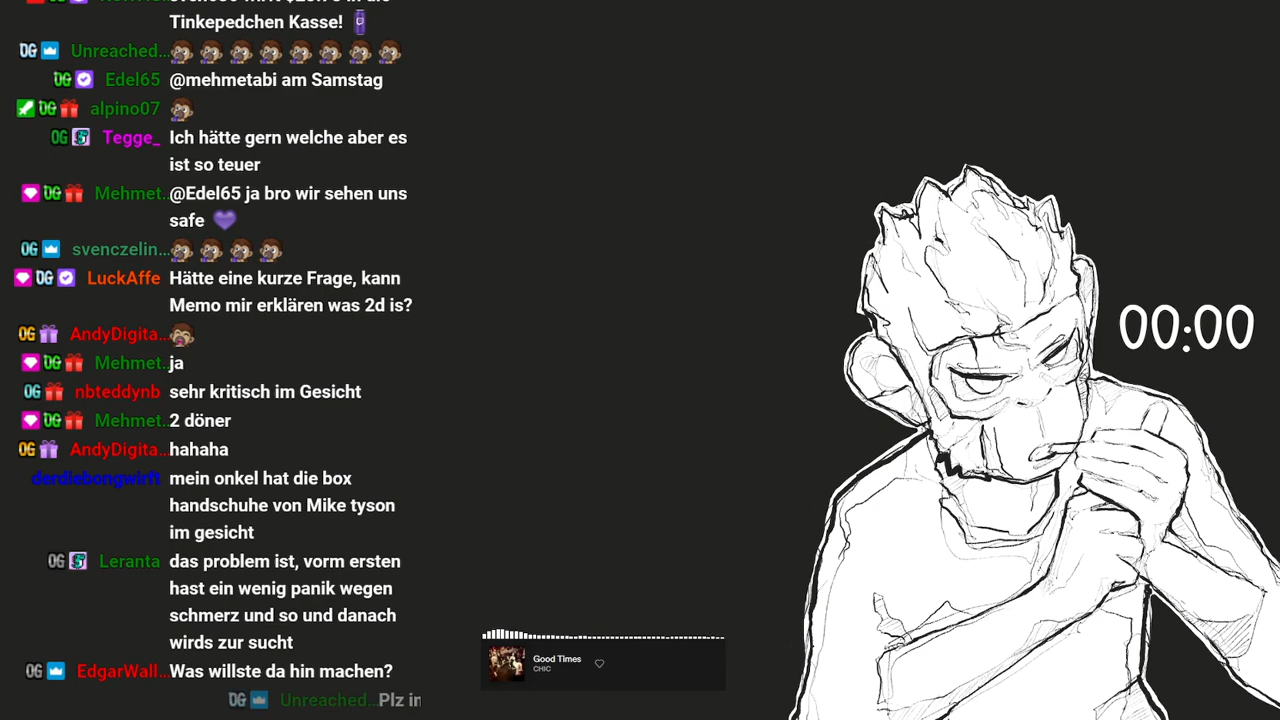 Tinkepedchen Kasse!
Unreached...
Edel65 @mehmetabi am Samstag
alpino07
Tegge_ Ich hätte gern welche aber es
ist so teuer
Mehmet.. @Edel65 ja bro wir sehen uns
safe
svenczelin...
LuckAffe Hätte eine kurze Frage, kann
Memo mir erklären was 2d is?
AndyDigita...
Mehmet.. ja
nbteddynb sehr kritisch im Gesicht
Mehmet.. 2 döner
AndyDigita... hahaha
derdiebongwirft mein onkel hat die box
handschuhe von Mike tyson
im gesicht
Leranta das problem ist, vorm ersten
hast ein wenig panik wegen
schmerz und so und danach
wirds zur sucht
EdgarWall... Was willste da hin machen?
Unreached... Plz in
00:00
Good Times
CHIC